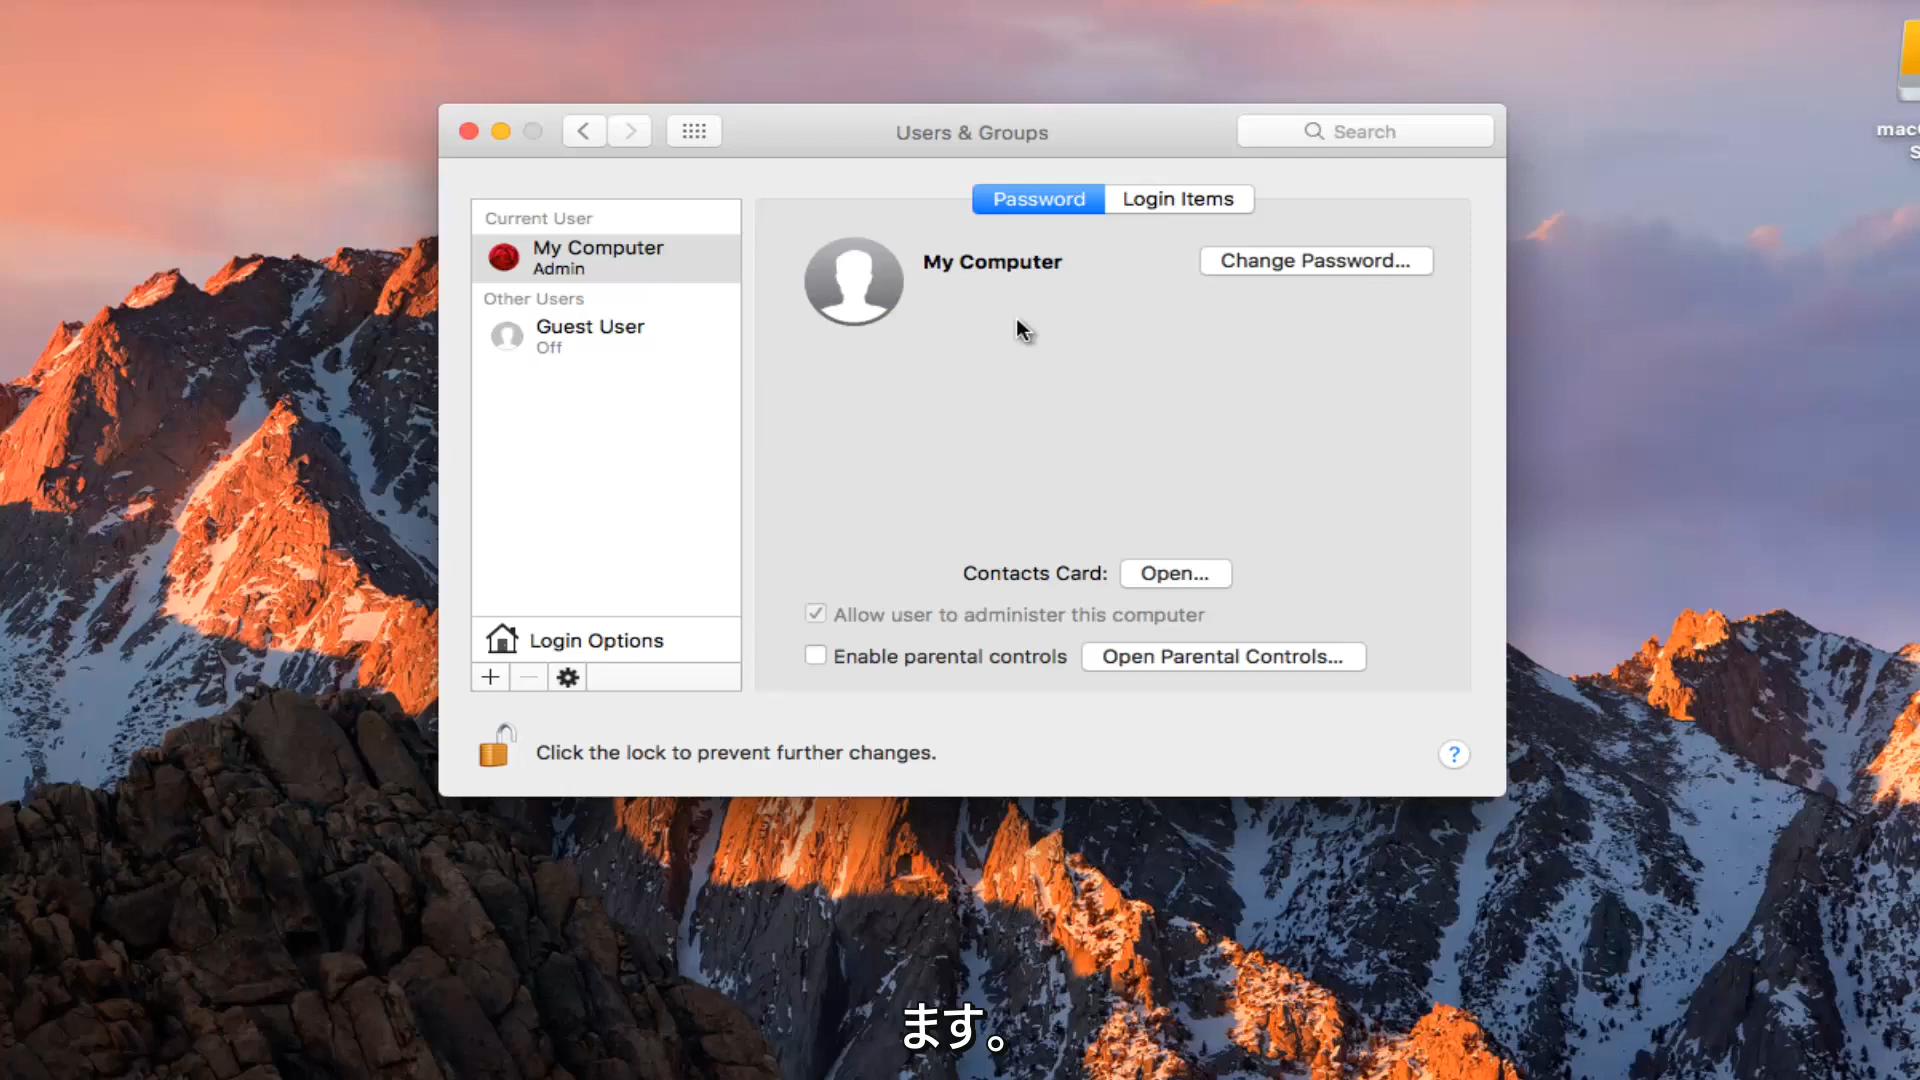 Users & Groups
Search
Password
Login Items
Current User
My Computer
Admin
Other Users
Guest User
Off
My Computer
Change Password...
Contacts Card:
Open...
Allow user to administer this computer
Enable parental controls
Open Parental Controls...
Login Options
Click the lock to prevent further changes.
?
ます。